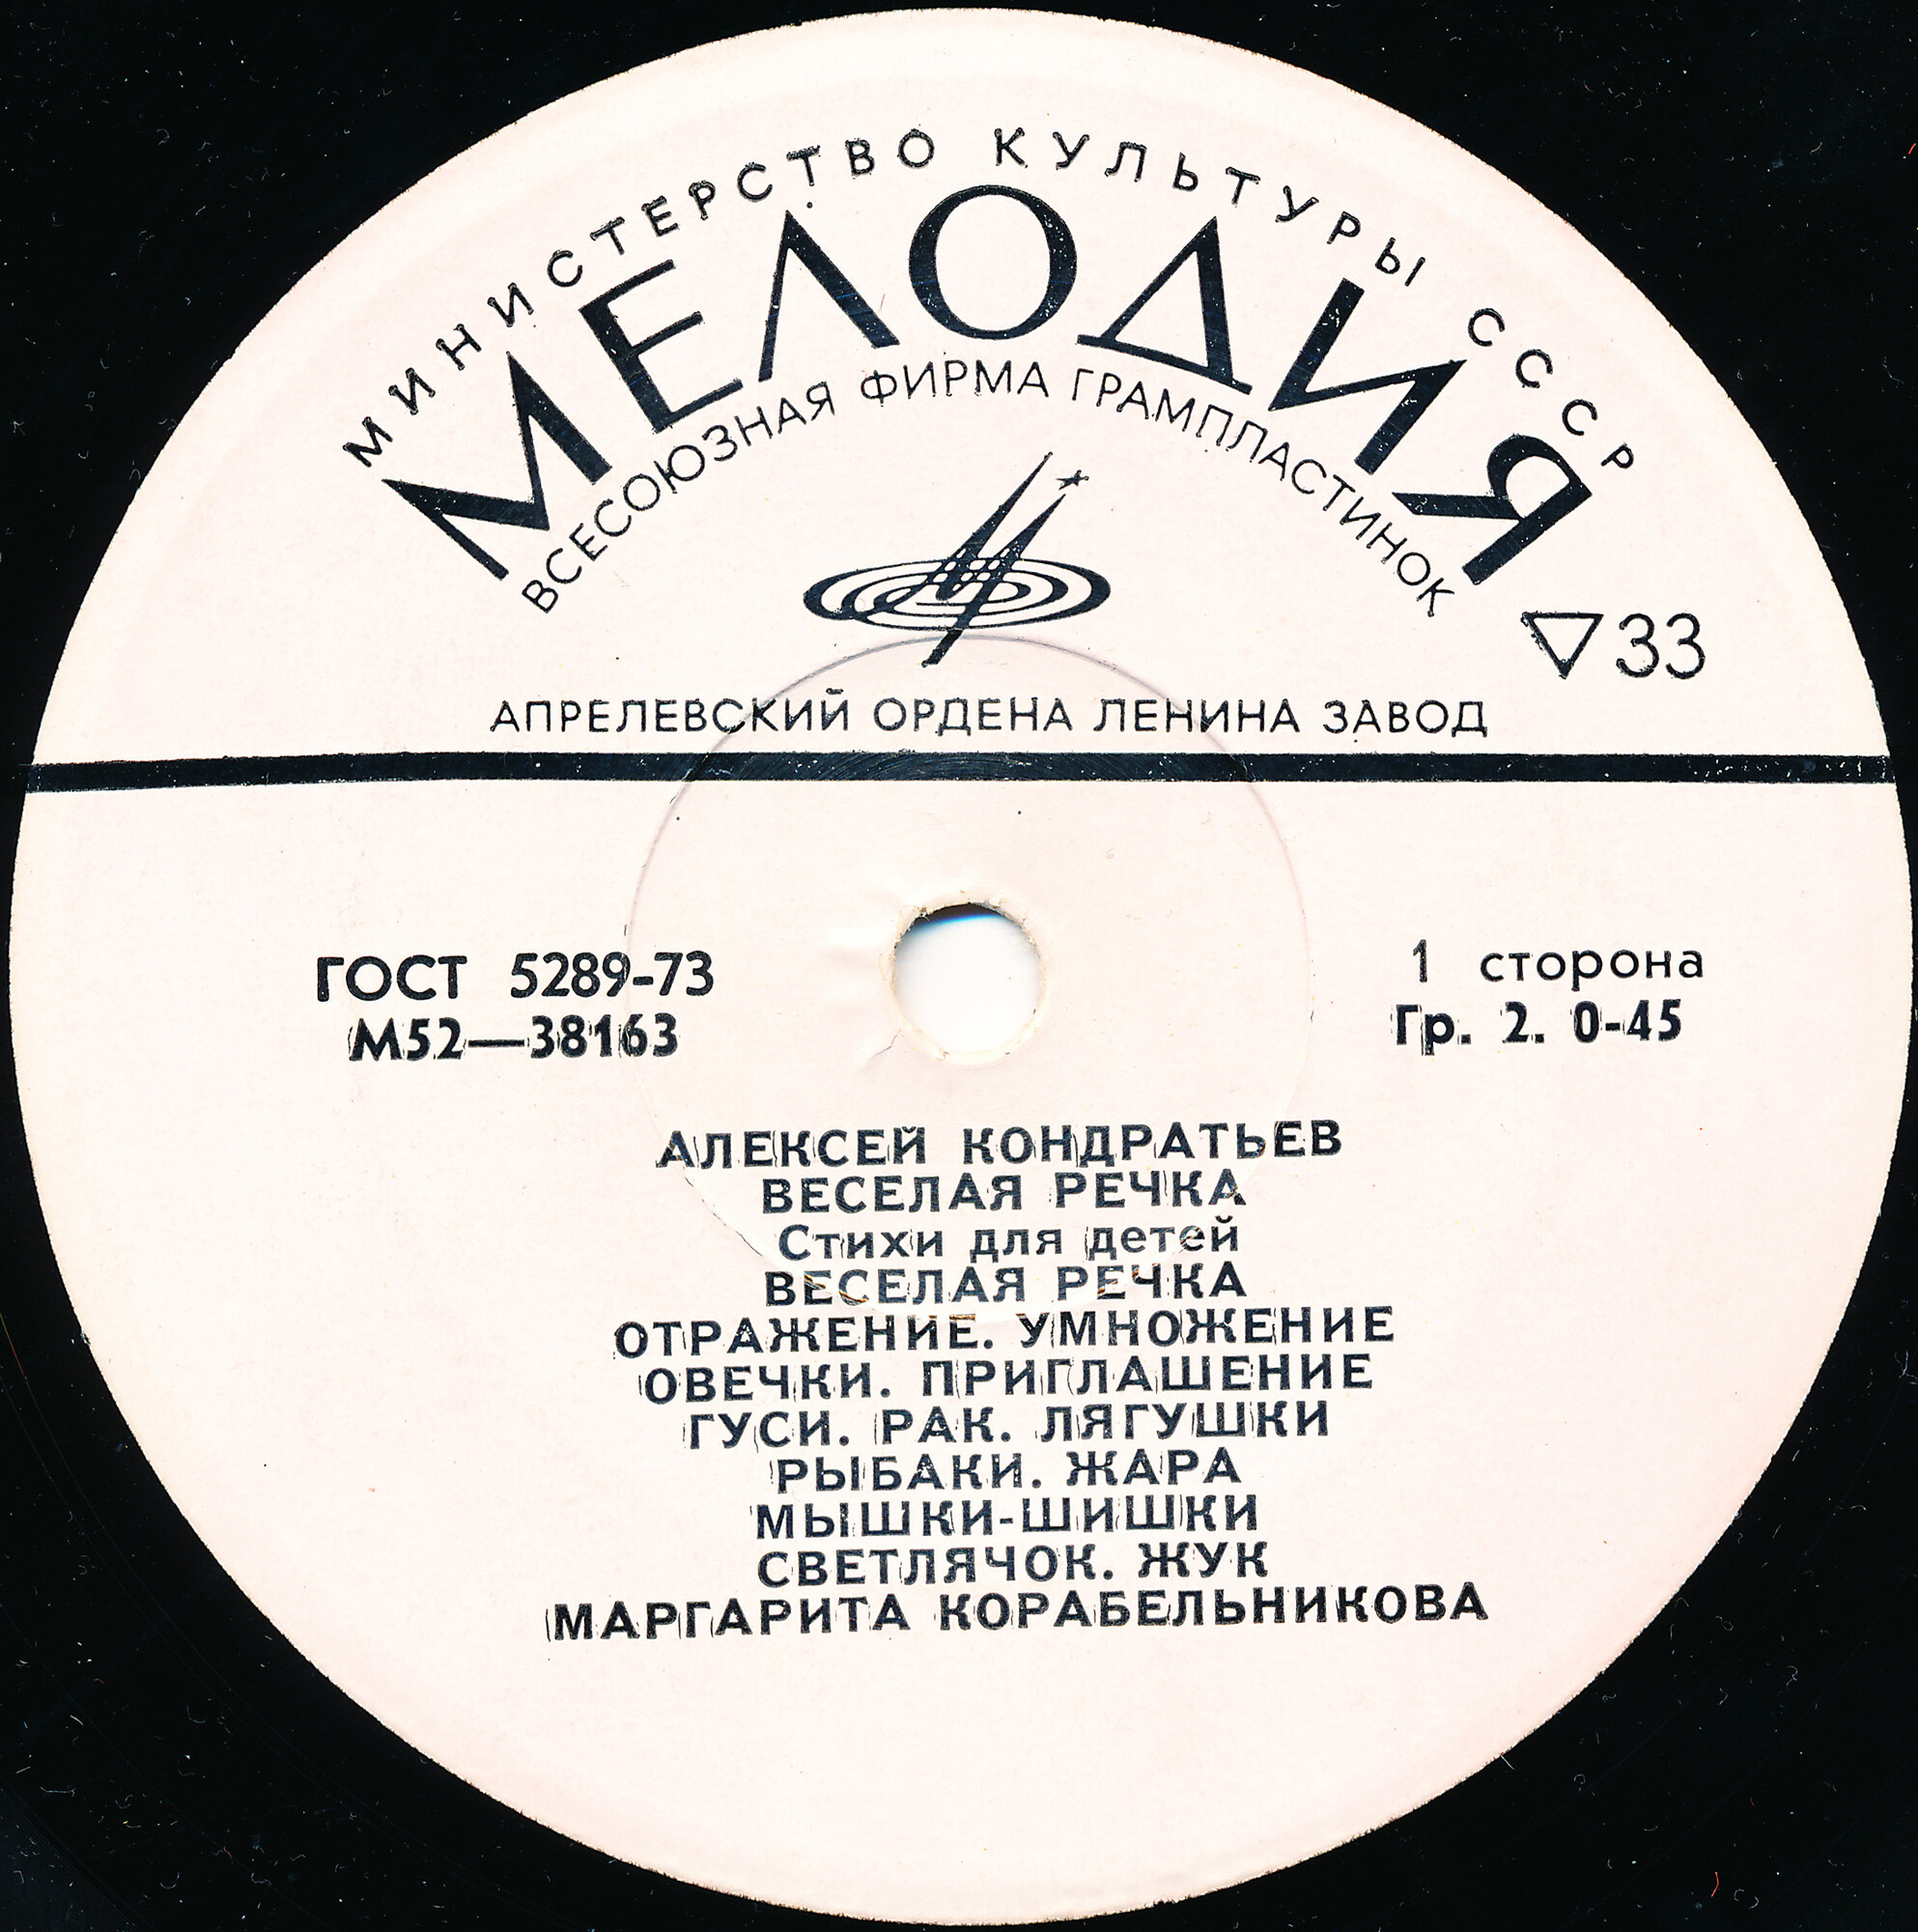 МИНИСТЕРСТВО КУЛЬТУРЫ СССР
МЕЛОДИЯ
ВСЕСОЮЗНАЯ ФИРМА ГРАМПЛАСТИНОК
33
АПРЕЛЕВСКИЙ ОРДЕНА ЛЕНИНА ЗАВОД
ГОСТ 5289-73
М52—38163
1 сторона
Гр. 2. 0-45
АЛЕКСЕЙ КОНДРАТЬЕВ
ВЕСЕЛАЯ РЕЧКА
Стихи для детей
ВЕСЕЛАЯ РЕЧКА
ОТРАЖЕНИЕ. УМНОЖЕНИЕ
ОВЕЧКИ. ПРИГЛАШЕНИЕ
ГУСИ. РАК. ЛЯГУШКИ
РЫБАКИ. ЖАРА
МЫШКИ-ШИШКИ
СВЕТЛЯЧОК. ЖУК
МАРГАРИТА КОРАБЕЛЬНИКОВА